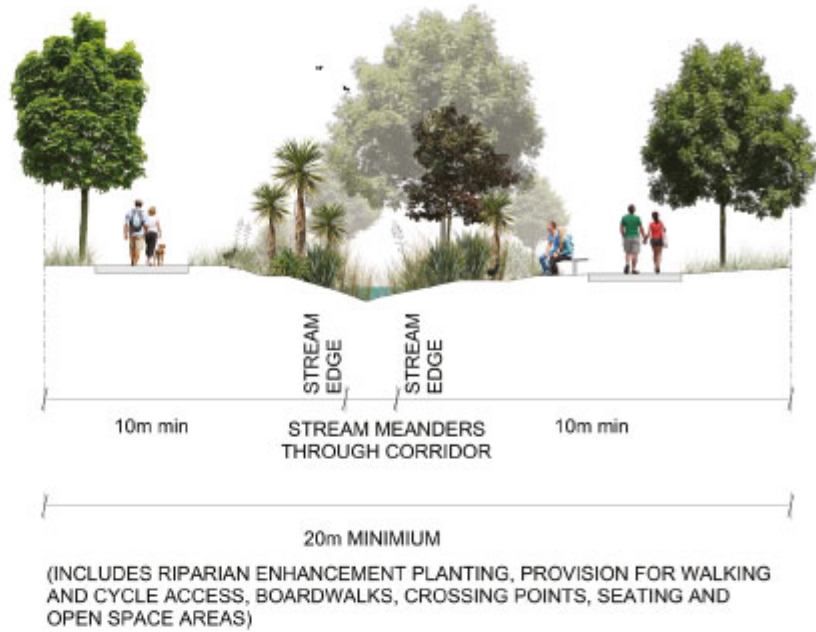 STREAM
EDGE
STREAM
EDGE
10m min
STREAM MEANDERS
THROUGH CORRIDOR
10m min
20m MINIMIUM
(INCLUDES RIPARIAN ENHANCEMENT PLANTING, PROVISION FOR WALKING
AND CYCLE ACCESS, BOARDWALKS, CROSSING POINTS, SEATING AND
OPEN SPACE AREAS)